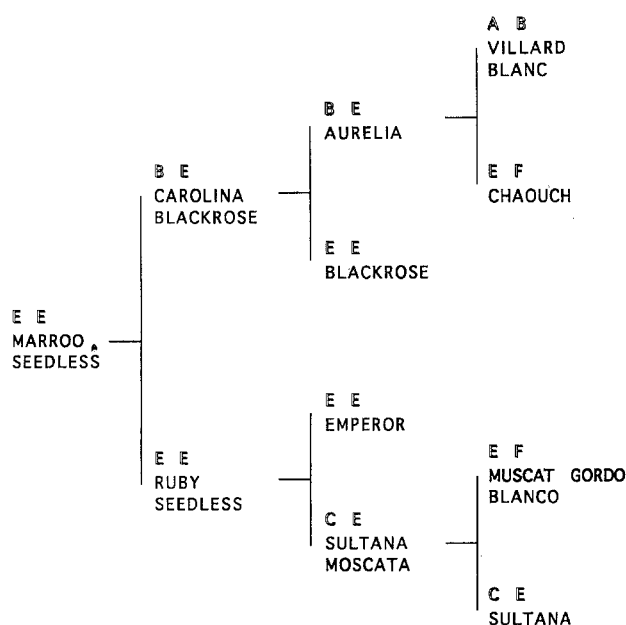 A B
VILLARD
BLANC
B E
AURELIA
E F
CHAOUCH
B E
CAROLINA
BLACKROSE
E E
BLACKROSE
E E
MARROO
SEEDLESS
E E
EMPEROR
E E
RUBY
SEEDLESS
E F
MUSCAT GORDO
BLANCO
C E
SULTANA
MOSCATA
C E
SULTANA